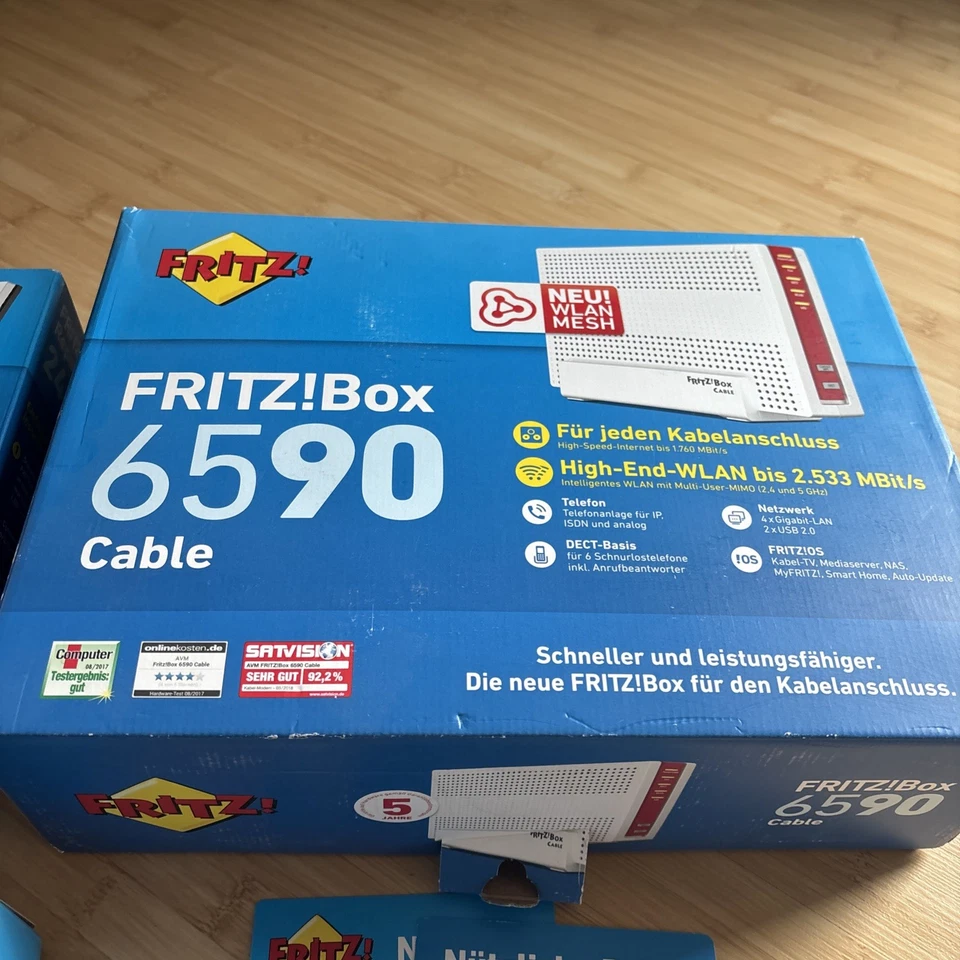 FRITZ!
NEU!
WLAN
MESH
FRITZ!Box
CABLE
FRITZ!Box
6590
Cable
Für jeden Kabelanschluss
High-Speed-Internet bis 1.760 MBit/s
High-End-WLAN bis 2.533 MBit/s
Intelligentes WLAN mit Multi-User-MIMO (2,4 und 5 GHz)
Telefon
Telefonanlage für IP,
ISDN und analog
Netzwerk
4 x Gigabit-LAN
2 x USB 2.0
DECT-Basis
für 6 Schnurlostelefone
inkl. Anrufbeantworter
!OS
FRITZ!OS
Kabel-TV, Mediaserver, NAS,
MyFRITZ!, Smart Home, Auto-Update
Computer
08/2017
Testergebnis:
gut
onlinekosten.de
AVM
Fritz!Box 6590 Cable
Hardware-Test 08/2017
SATVISION
AVM FRITZ!Box 6590 Cable
SEHR GUT 92,2%
www.satvision.de
Schneller und leistungsfähiger.
Die neue FRITZ!Box für den Kabelanschluss.
FRITZ!
5
JAHRE
FRITZ!Box
CABLE
FRITZ!Box
6590
Cable
FRITZ!